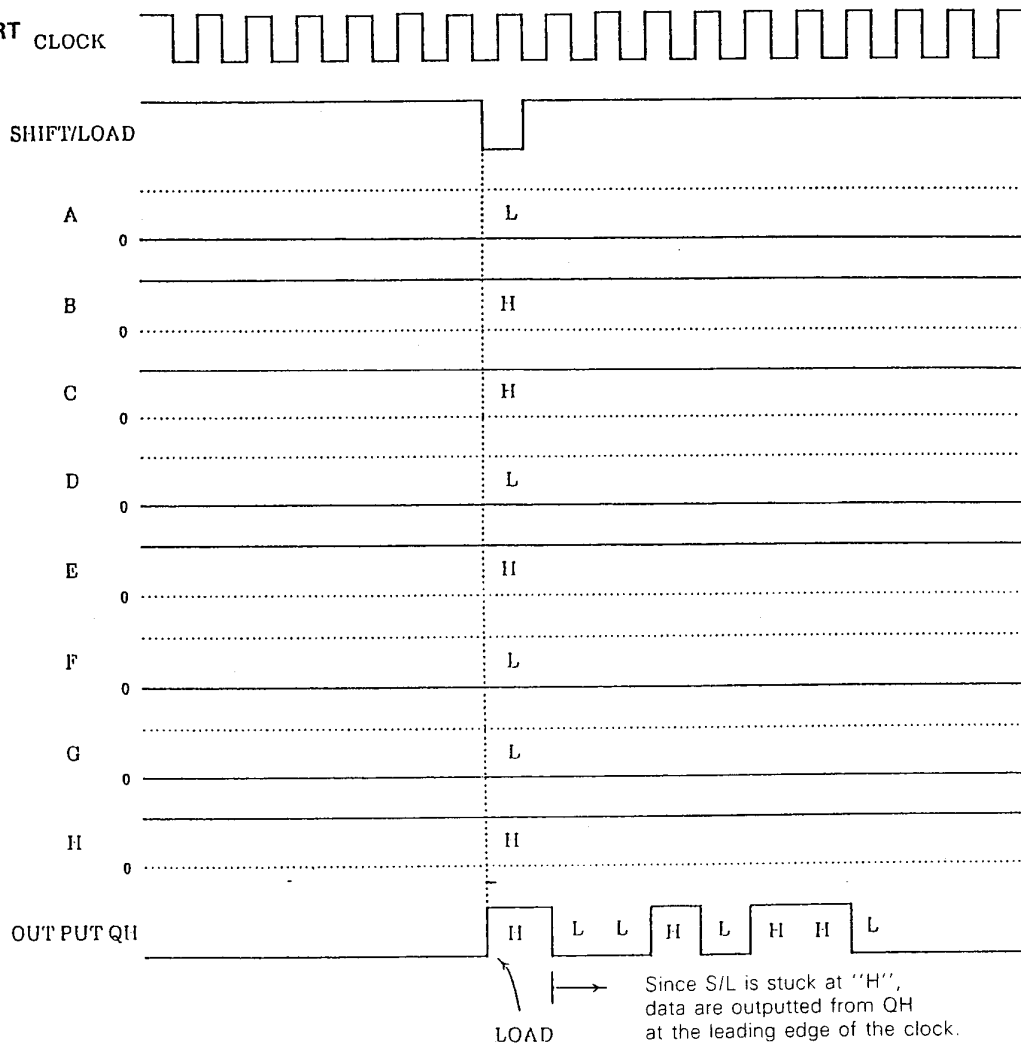 RT CLOCK
SHIFT/LOAD
A L
0
B H
0
C H
0
D L
0
E H
0
F L
0
G L
0
H H
0
OUT PUT QH H L L H L H H L
Since S/L is stuck at "H",
data are outputted from QH
at the leading edge of the clock.
LOAD